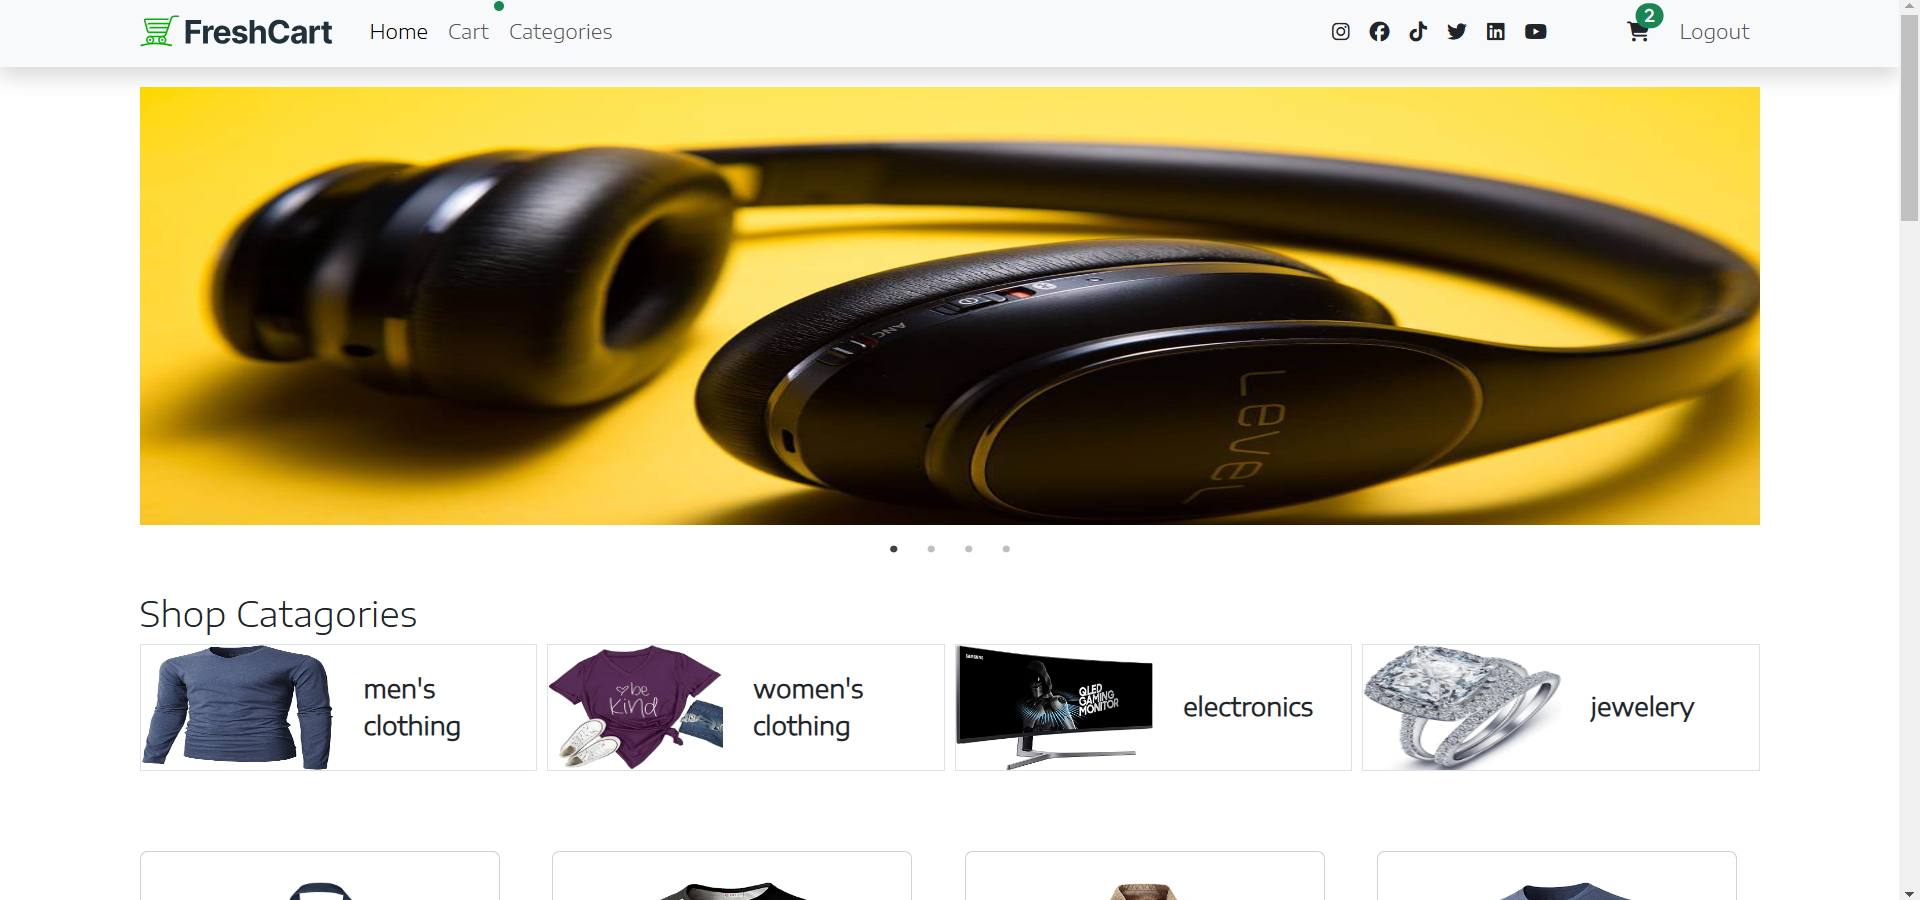 FreshCart
Home Cart Categories
2
Logout
ANC
LEVEL
Shop Catagories
men's
clothing
be
kind
women's
clothing
SAMSUNG
QLED
GAMING
MONITOR
electronics
jewelery